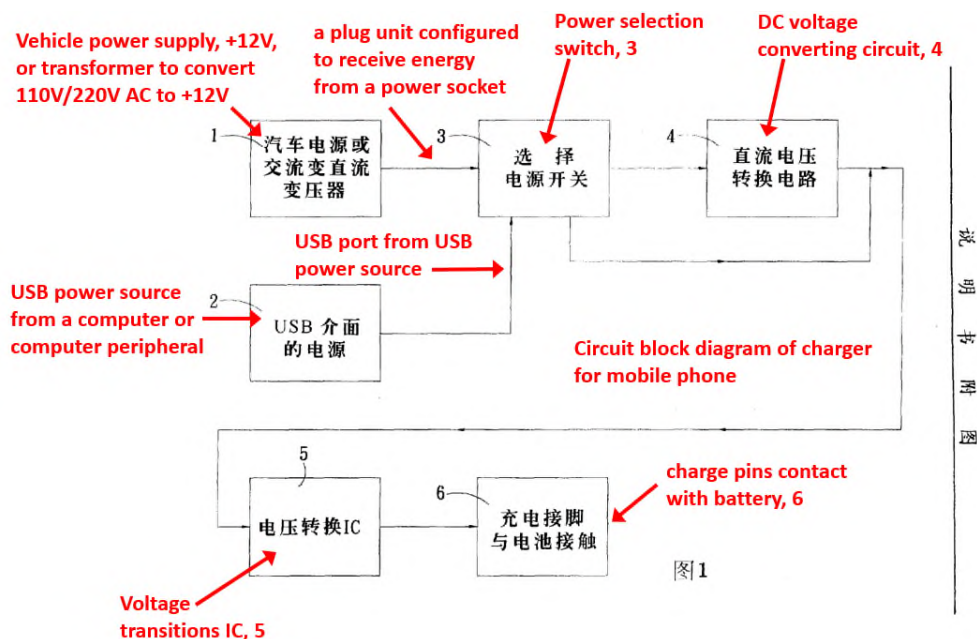 Vehicle power supply, +12V,
or transformer to convert
110V/220V AC to +12V
a plug unit configured
to receive energy
from a power socket
Power selection
switch, 3
DC voltage
converting circuit, 4
1
汽车电源或
交流变直流
变压器
3
选 择
电源开关
4
直流电压
转换电路
USB port from USB
power source
USB power source
from a computer or
computer peripheral
2
USB 介面
的电源
Circuit block diagram of charger
for mobile phone
说明书附图
5
电压转换IC
6
充电接脚
与电池接触
charge pins contact
with battery, 6
图1
Voltage
transitions IC, 5